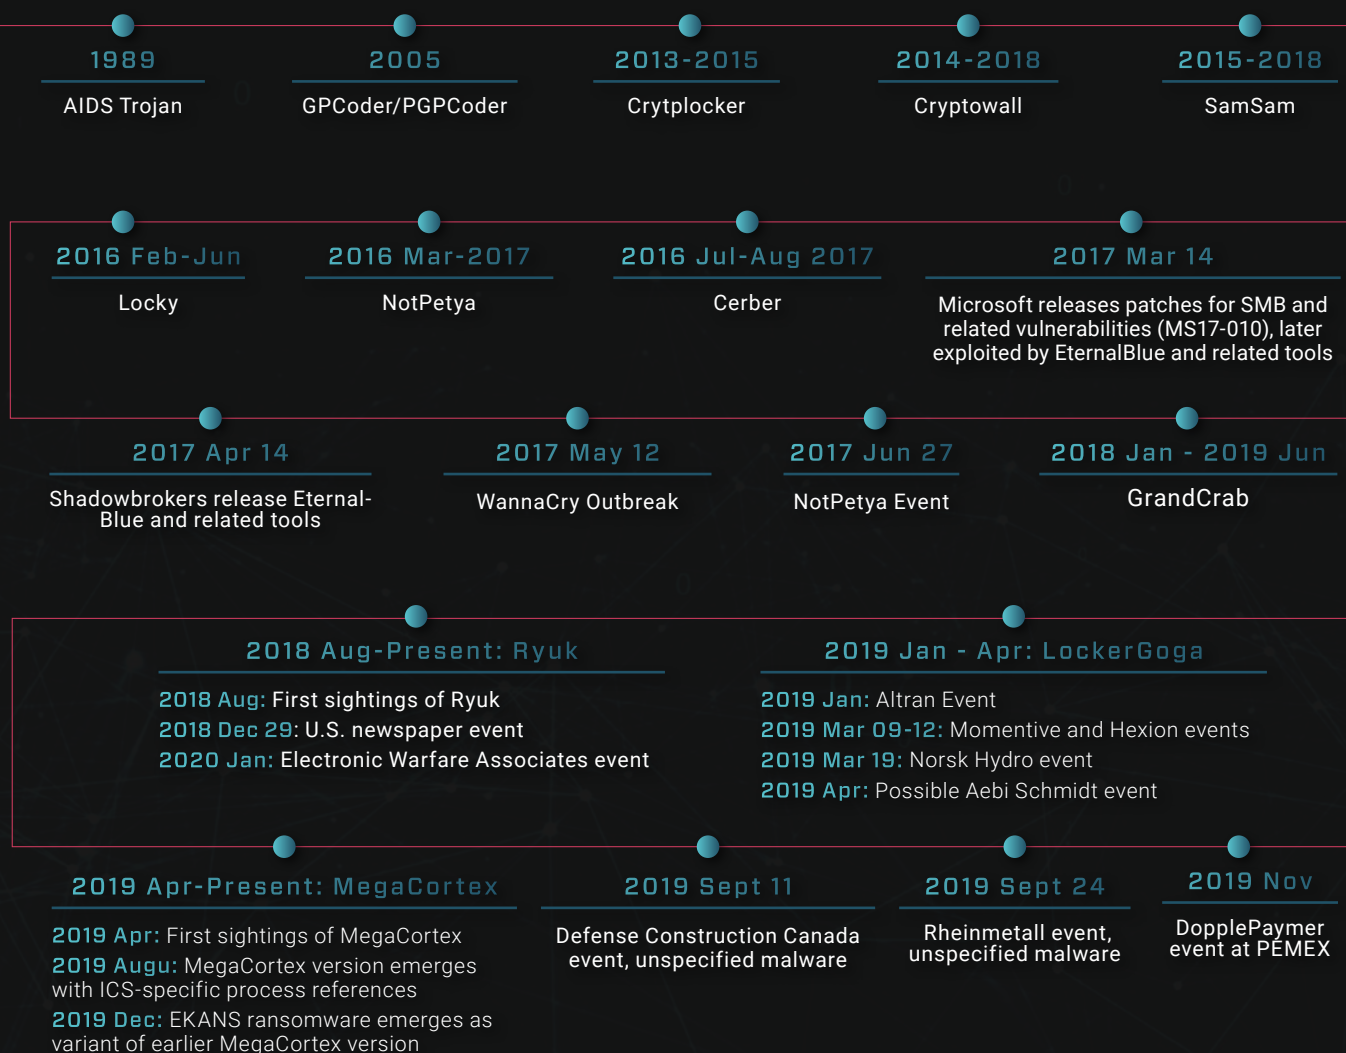 1989
AIDS Trojan
2005
GPCoder/PGPCoder
2013-2015
Crytplocker
2014-2018
Cryptowall
2015-2018
SamSam
2016 Feb-Jun
Locky
2016 Mar-2017
NotPetya
2016 Jul-Aug 2017
Cerber
2017 Mar 14
Microsoft releases patches for SMB and
related vulnerabilities (MS17-010), later
exploited by EternalBlue and related tools
2017 Apr 14
Shadowbrokers release Eternal-
Blue and related tools
2017 May 12
WannaCry Outbreak
2017 Jun 27
NotPetya Event
2018 Jan - 2019 Jun
GrandCrab
2018 Aug-Present: Ryuk
2018 Aug: First sightings of Ryuk
2018 Dec 29: U.S. newspaper event
2020 Jan: Electronic Warfare Associates event
2019 Jan - Apr: LockerGoga
2019 Jan: Altran Event
2019 Mar 09-12: Momentive and Hexion events
2019 Mar 19: Norsk Hydro event
2019 Apr: Possible Aebi Schmidt event
2019 Apr-Present: MegaCortex
2019 Apr: First sightings of MegaCortex
2019 Augu: MegaCortex version emerges
with ICS-specific process references
2019 Dec: EKANS ransomware emerges as
variant of earlier MegaCortex version
2019 Sept 11
Defense Construction Canada
event, unspecified malware
2019 Sept 24
Rheinmetall event,
unspecified malware
2019 Nov
DopplePaymer
event at PEMEX